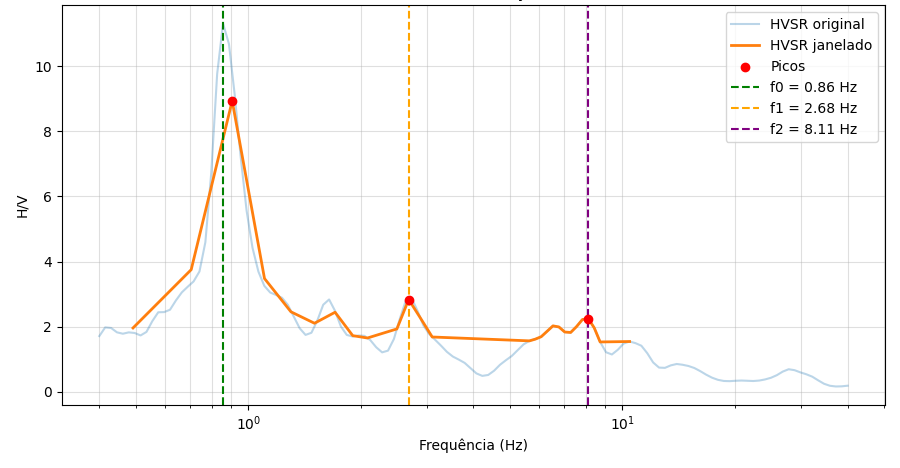 HVSR original
HVSR janelado
Picos
f0 = 0.86 Hz
f1 = 2.68 Hz
f2 = 8.11 Hz
10
8
6
4
2
0
H/V
10⁰
10¹
Frequência (Hz)